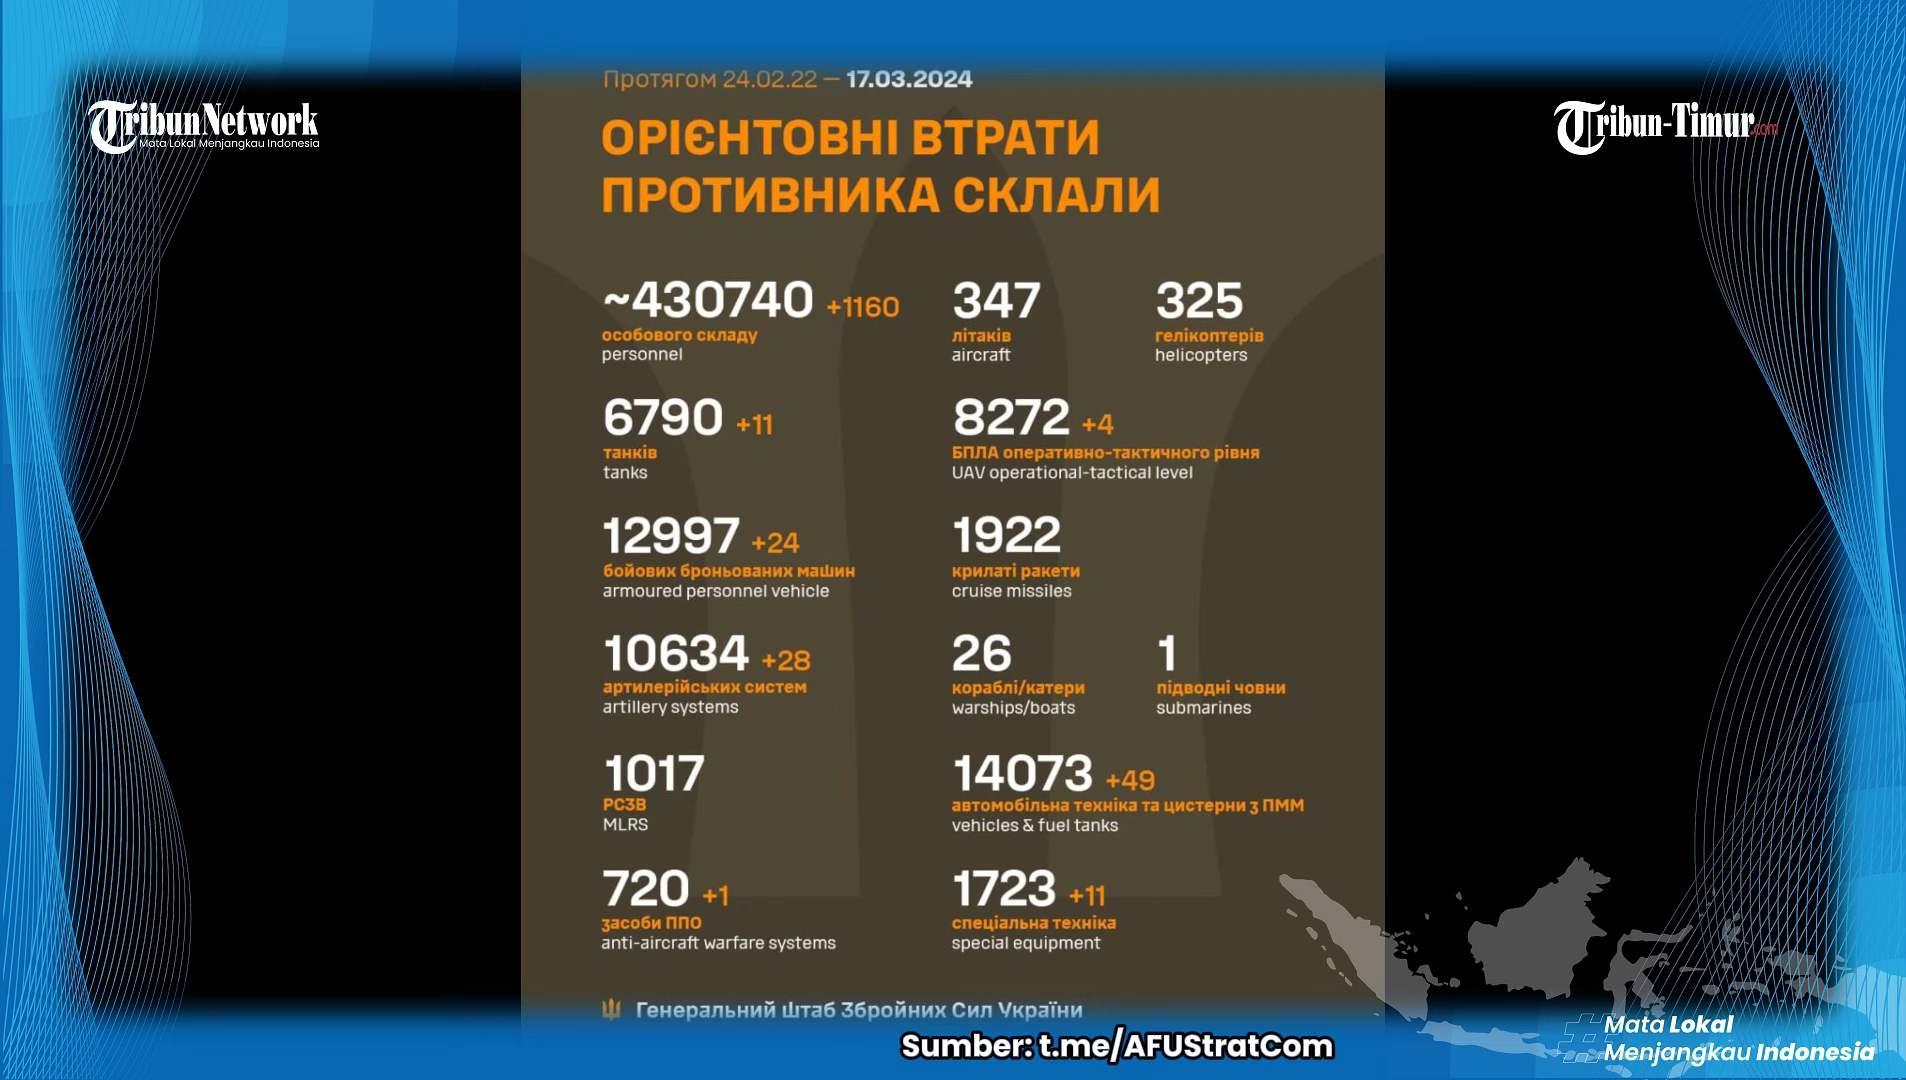 Протягом 24.02.22 — 17.03.2024
TribunNetwork
Mata Lokal Menjangkau Indonesia
Tribun-Timur.com
ОРІЄНТОВНІ ВТРАТИ
ПРОТИВНИКА СКЛАЛИ
~430740 +1160
особового складу
personnel
347
літаків
aircraft
325
гелікоптерів
helicopters
6790 +11
танків
tanks
8272 +4
БПЛА оперативно-тактичного рівня
UAV operational-tactical level
12997 +24
бойових броньованих машин
armoured personnel vehicle
1922
крилаті ракети
cruise missiles
10634 +28
артилерійських систем
artillery systems
26
кораблі/катери
warships/boats
1
підводні човни
submarines
1017
РСЗВ
MLRS
14073 +49
автомобільна техніка та цистерни з ПММ
vehicles & fuel tanks
720 +1
засоби ППО
anti-aircraft warfare systems
1723 +11
спеціальна техніка
special equipment
Генеральний штаб Збройних Сил України
Sumber: t.me/AFUStratCom
#Mata Lokal
Menjangkau Indonesia